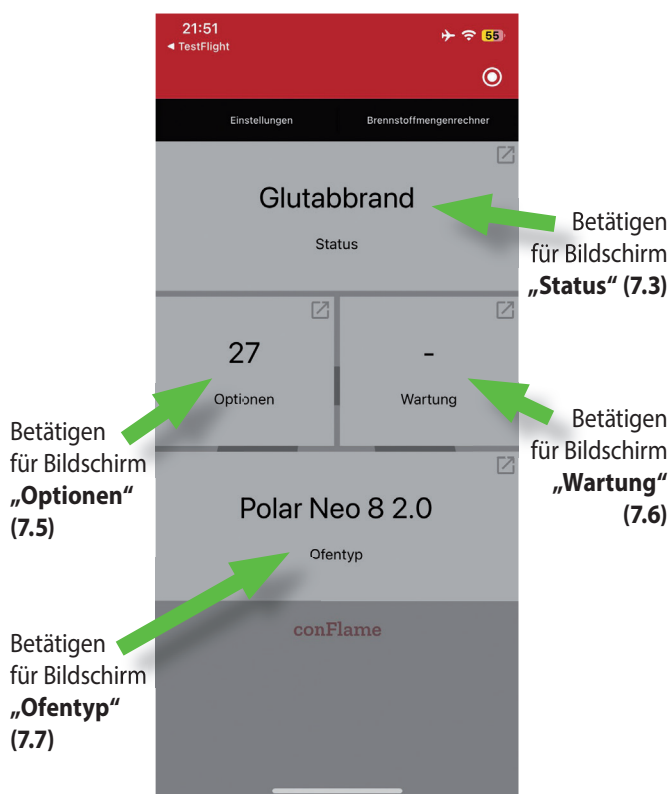 21:51
◀ TestFlight
55
Einstellungen
Brennstoffmengenrechner
Glutabbrand
Status
Betätigen
für Bildschirm
„Status“ (7.3)
27
Optionen
-
Wartung
Betätigen
für Bildschirm
„Optionen“
(7.5)
Betätigen
für Bildschirm
„Wartung“
(7.6)
Polar Neo 8 2.0
Ofentyp
conFlame
Betätigen
für Bildschirm
„Ofentyp“
(7.7)